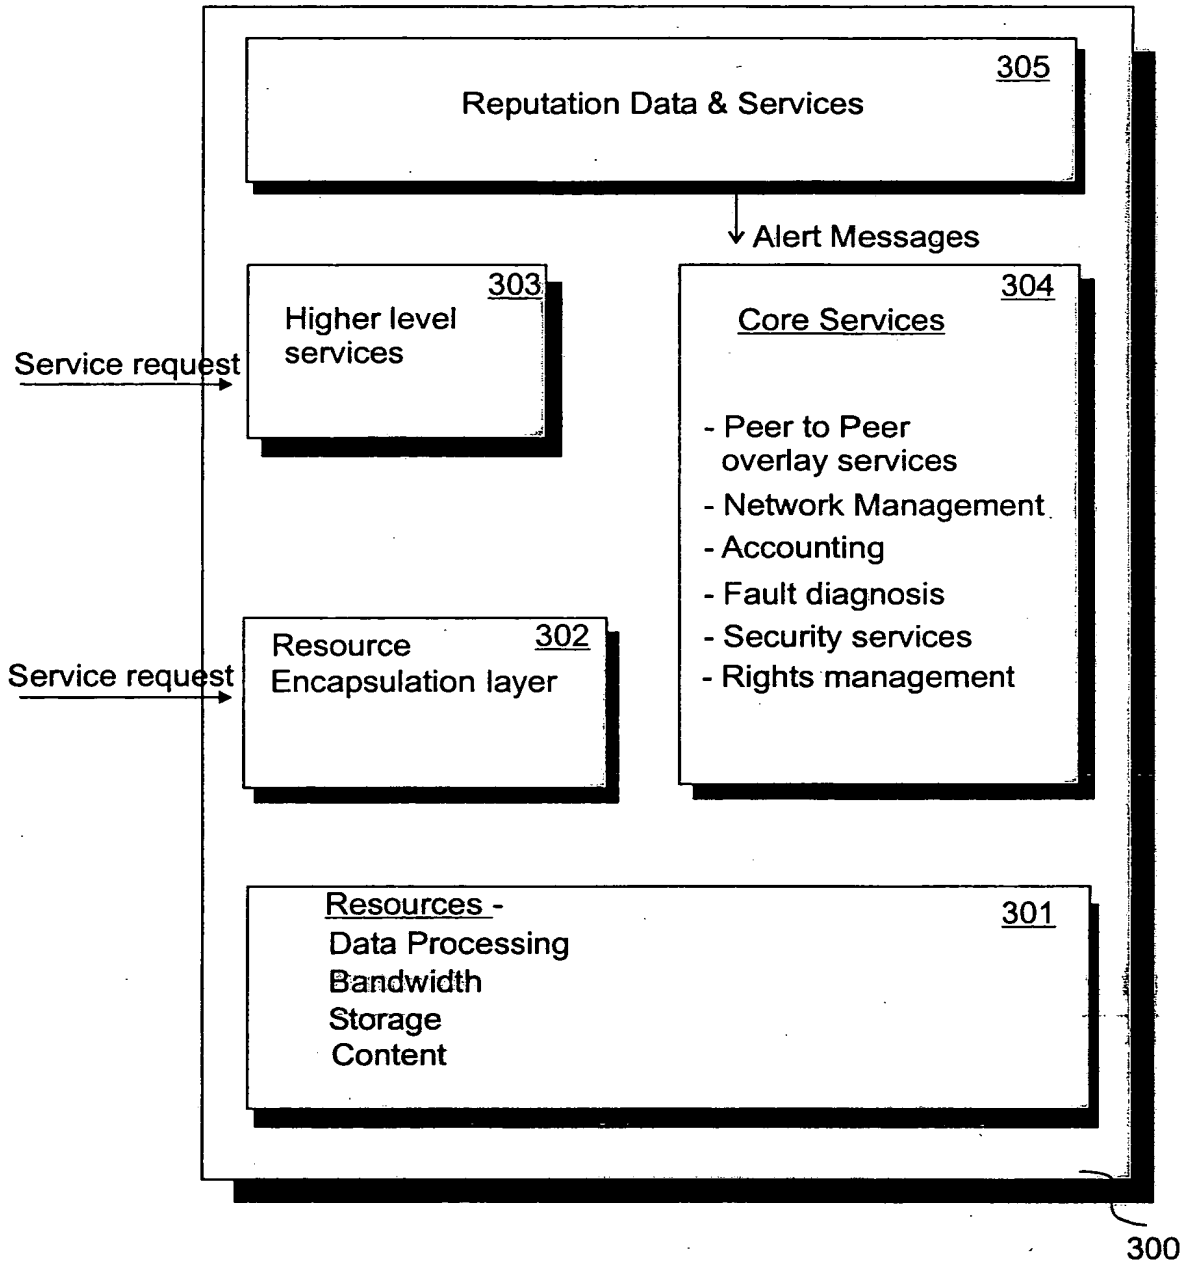 305
Reputation Data & Services
Alert Messages
303
Higher level
services
Service request
304
Core Services
- Peer to Peer
overlay services
- Network Management
- Accounting
- Fault diagnosis
- Security services
- Rights management
302
Resource
Encapsulation layer
Service request
Resources -
301
Data Processing
Bandwidth
Storage
Content
300